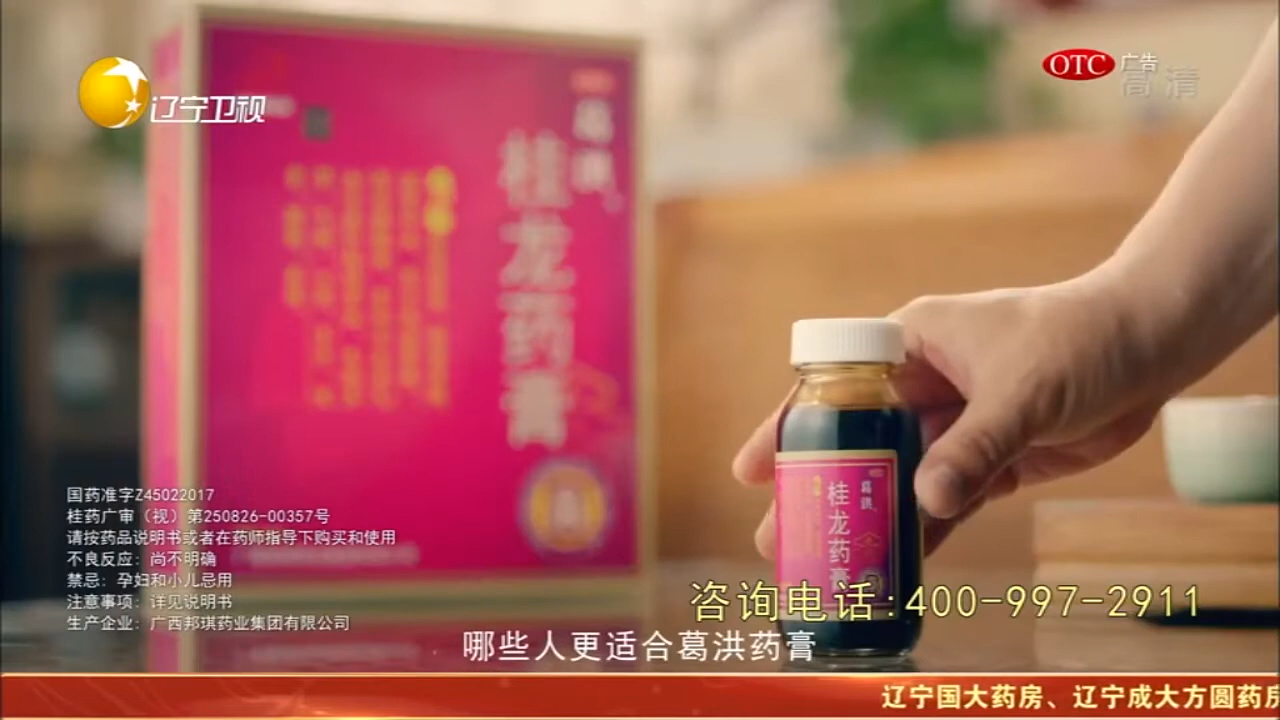 辽宁卫视
OTC 广告
高清
葛洪
桂龙药膏
葛洪
桂龙药膏
国药准字Z45022017
桂药广审（视）第250826-00357号
请按药品说明书或者在药师指导下购买和使用
不良反应：尚不明确
禁忌：孕妇和小儿忌用
注意事项：详见说明书
生产企业：广西邦琪药业集团有限公司
咨询电话:400-997-2911
哪些人更适合葛洪药膏
辽宁国大药房、辽宁成大方圆药房